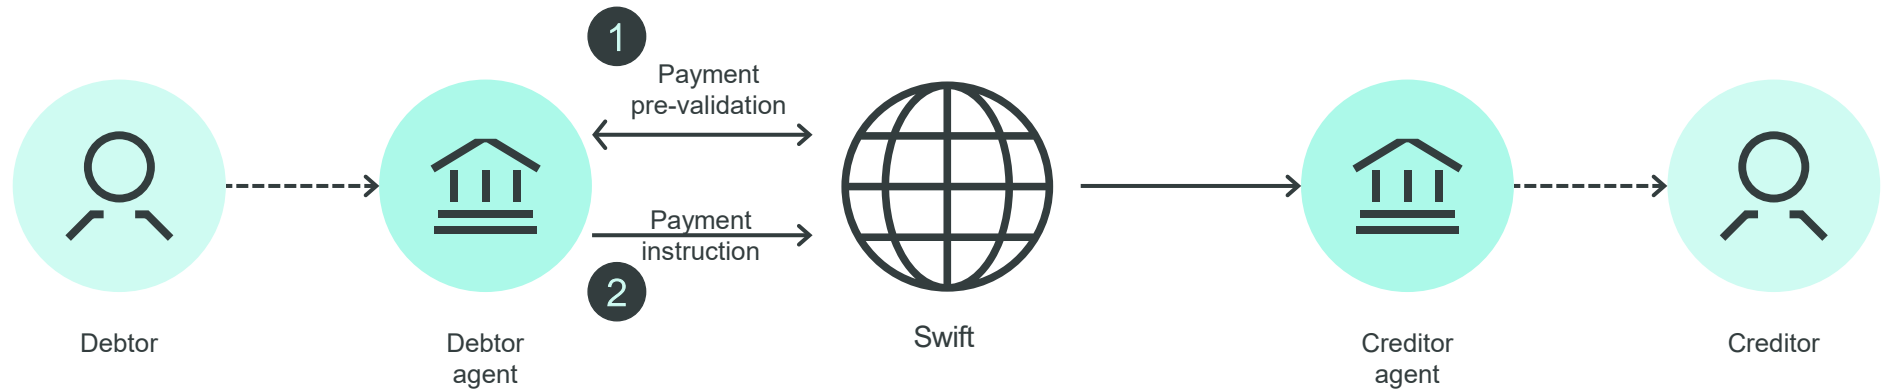 1
Payment
pre-validation
Payment
instruction
2
Debtor
Debtor
agent
Swift
Creditor
agent
Creditor